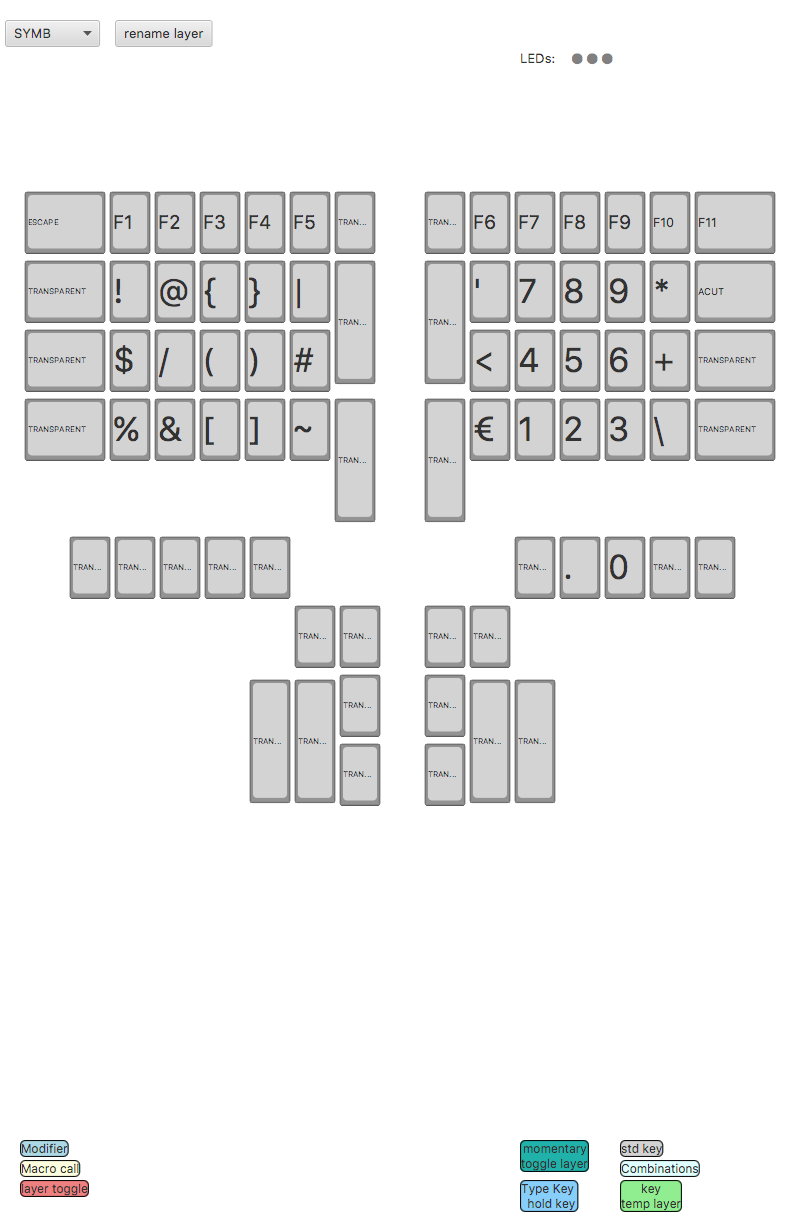 SYMB rename layer
LEDs:
ESCAPE F1 F2 F3 F4 F5 TRAN... TRAN... F6 F7 F8 F9 F10 F11
TRANSPARENT ! @ { } | ' 7 8 9 * ACUT
TRAN... TRAN...
TRANSPARENT $ / ( ) # < 4 5 6 + TRANSPARENT
TRANSPARENT % & [ ] ~ € 1 2 3 \ TRANSPARENT
TRAN... TRAN...
TRAN... TRAN... TRAN... TRAN... TRAN... TRAN... . 0 TRAN... TRAN...
TRAN... TRAN... TRAN... TRAN...
TRAN... TRAN...
TRAN... TRAN... TRAN... TRAN...
TRAN... TRAN...
Modifier
Macro call
layer toggle
momentary
toggle layer
Type Key
hold key
std key
Combinations
key
temp layer